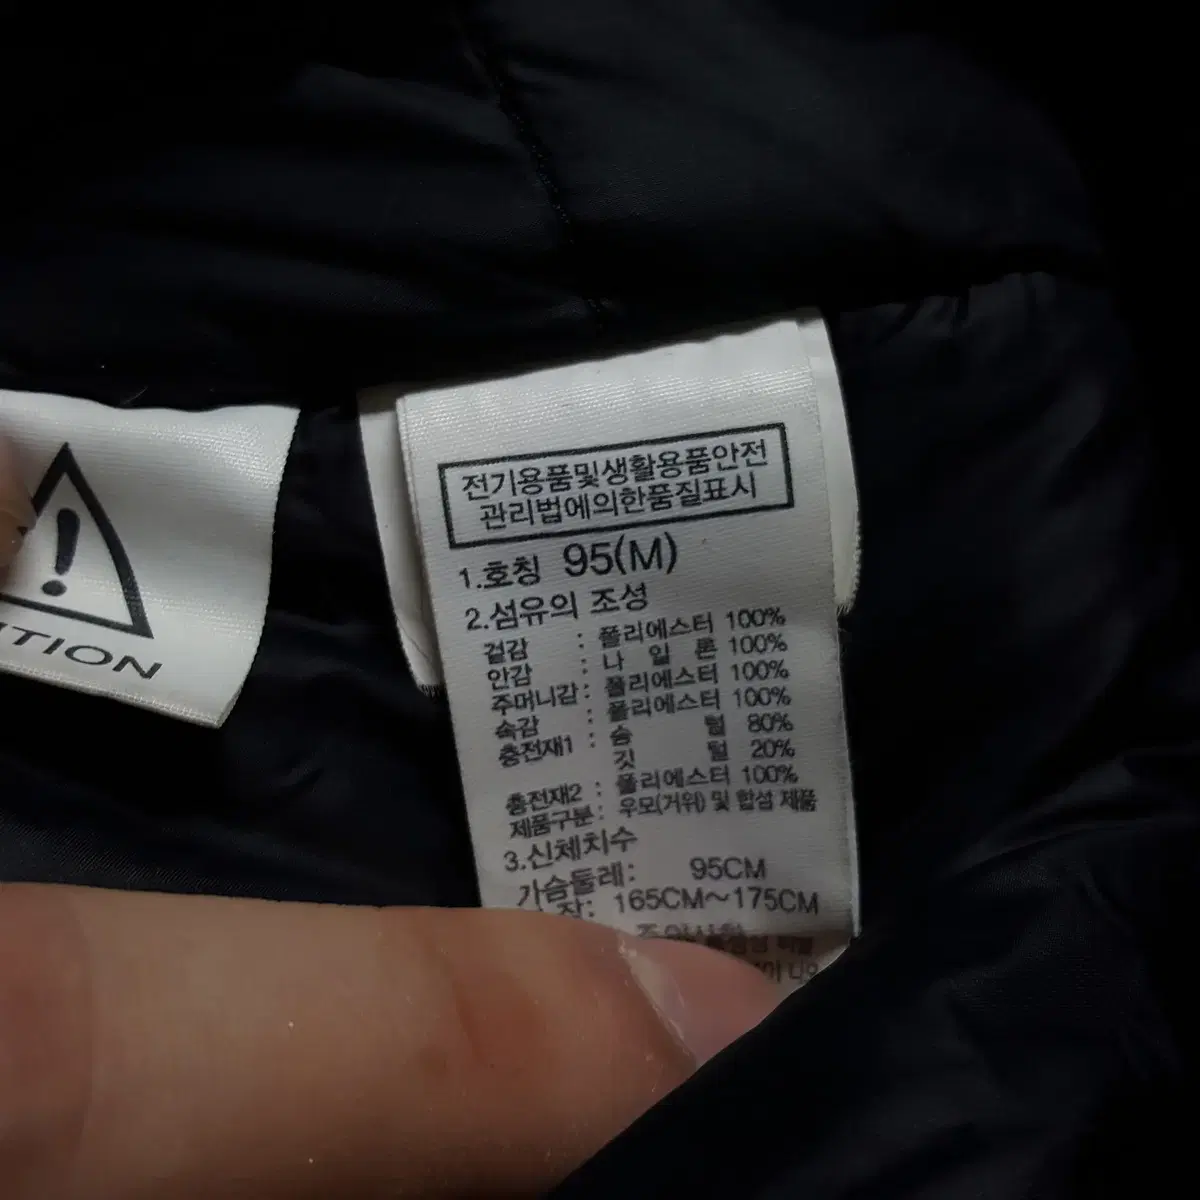 전기용품및생활용품안전
관리법에의한품질표시
1.호칭 95(M)
2.섬유의 조성
겉감 : 폴리에스터 100%
안감 : 나 일 론 100%
주머니감 : 폴리에스터 100%
속감 : 폴리에스터 100%
충전재1 : 솜 털 80%
깃 털 20%
충전재2 : 폴리에스터 100%
제품구분 : 우모(거위) 및 합성 제품
3.신체치수
가슴둘레: 95CM
165CM~175CM
!